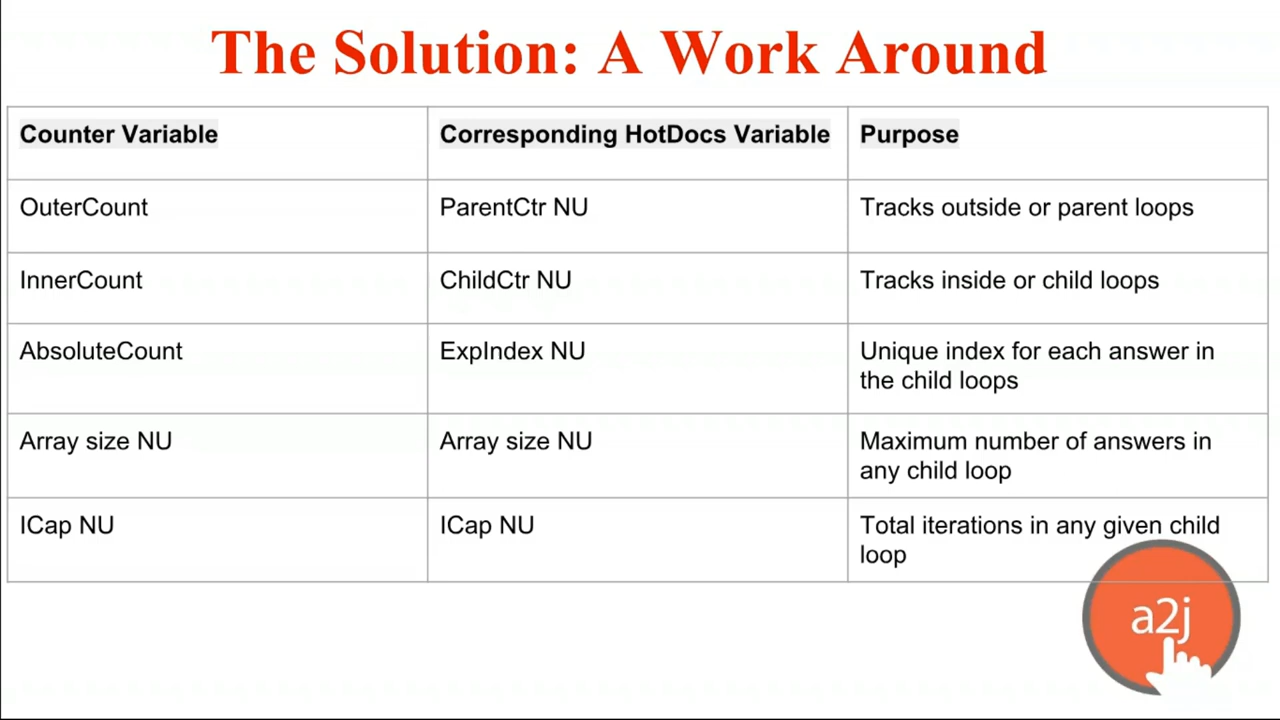 The Solution: A Work Around
Counter Variable
Corresponding HotDocs Variable
Purpose
OuterCount
ParentCtr NU
Tracks outside or parent loops
InnerCount
ChildCtr NU
Tracks inside or child loops
AbsoluteCount
ExpIndex NU
Unique index for each answer in
the child loops
Array size NU
Array size NU
Maximum number of answers in
any child loop
ICap NU
ICap NU
Total iterations in any given child
loop
a2j